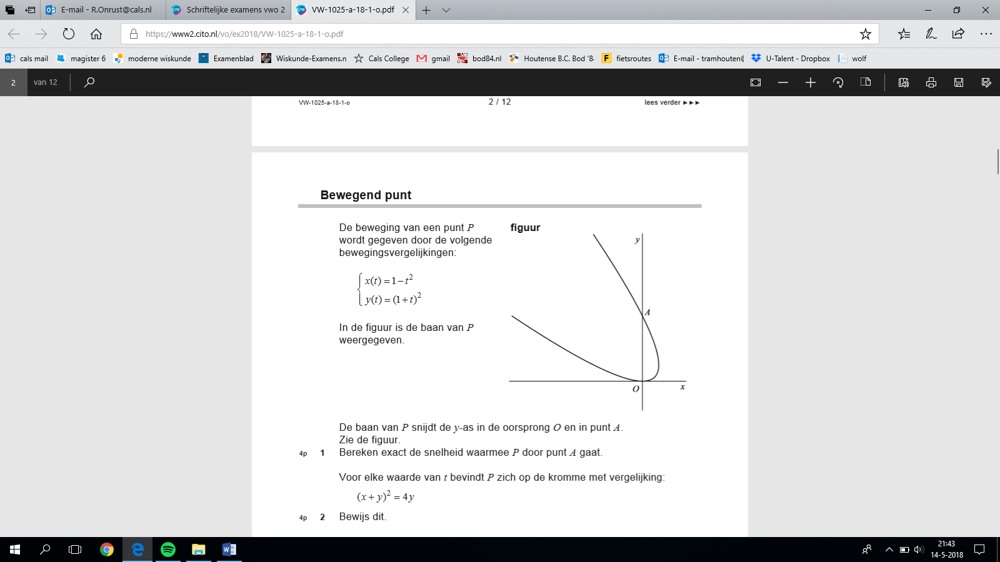 E-mail - R.Onrust@cals.nl
Schriftelijke examens vwo 2
VW-1025-a-18-1-o.pdf
https://www2.cito.nl/vo/ex2018/VW-1025-a-18-1-o.pdf
cals mail
magister 6
moderne wiskunde
Examenblad
Wiskunde-Examens.n
Cals College
gmail
bod84.nl
Houtense B.C. Bod '8
fietsroutes
E-mail - tramhouten@
U-Talent - Dropbox
wolf
2 van 12
VW-1025-a-18-1-o 2 / 12 lees verder ►►►
Bewegend punt
De beweging van een punt P
wordt gegeven door de volgende
bewegingsvergelijkingen:
x(t) = 1 − t²
y(t) = (1 + t)²
In de figuur is de baan van P
weergegeven.
figuur
y
A
O
x
De baan van P snijdt de y-as in de oorsprong O en in punt A.
Zie de figuur.
4p 1 Bereken exact de snelheid waarmee P door punt A gaat.
Voor elke waarde van t bevindt P zich op de kromme met vergelijking:
(x + y)² = 4y
4p 2 Bewijs dit.
21:43
14-5-2018